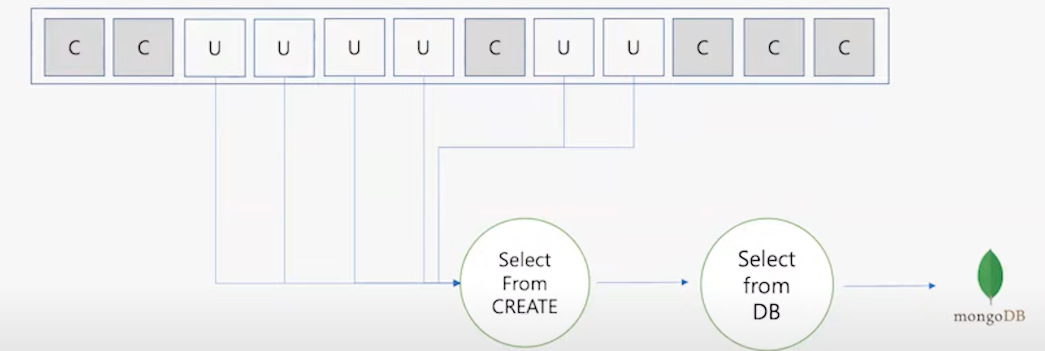 C C U U U U C U U C C C
Select
From
CREATE
Select
from
DB
mongoDB